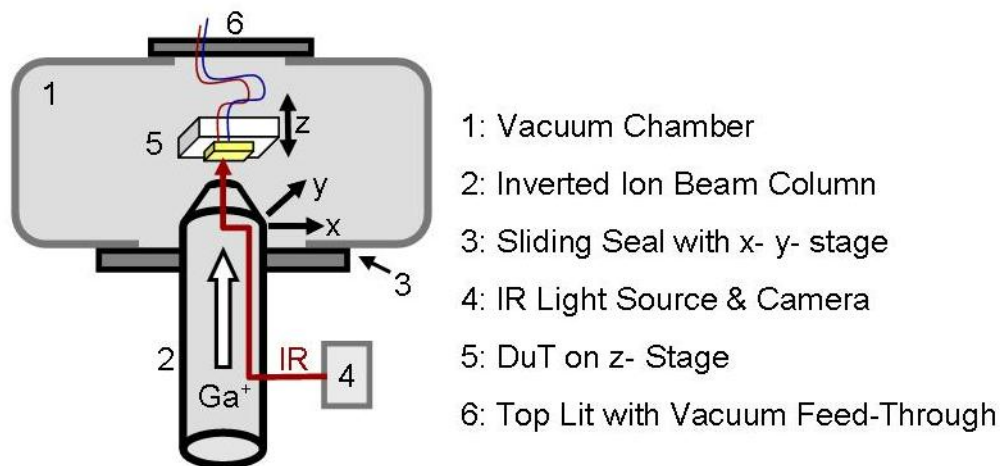 6
1
z
5
y
x
3
2
IR
4
Ga+
1: Vacuum Chamber
2: Inverted Ion Beam Column
3: Sliding Seal with x- y- stage
4: IR Light Source & Camera
5: DuT on z- Stage
6: Top Lit with Vacuum Feed-Through